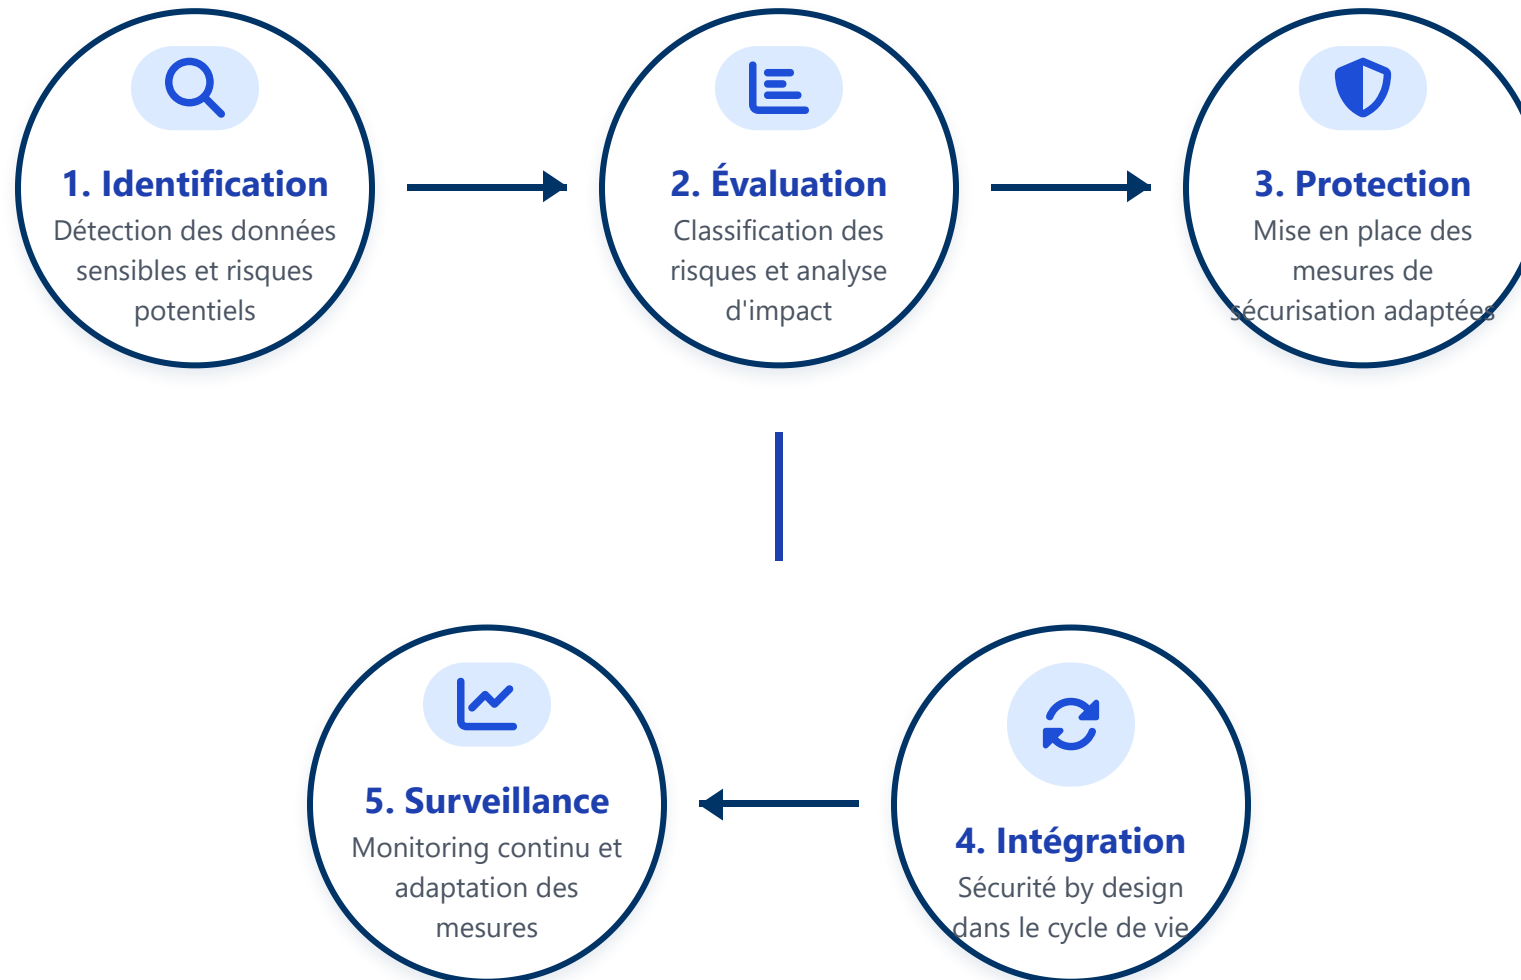 1. Identification
Détection des données
sensibles et risques
potentiels
2. Évaluation
Classification des
risques et analyse
d'impact
3. Protection
Mise en place des
mesures de
sécurisation adaptées
5. Surveillance
Monitoring continu et
adaptation des
mesures
4. Intégration
Sécurité by design
dans le cycle de vie